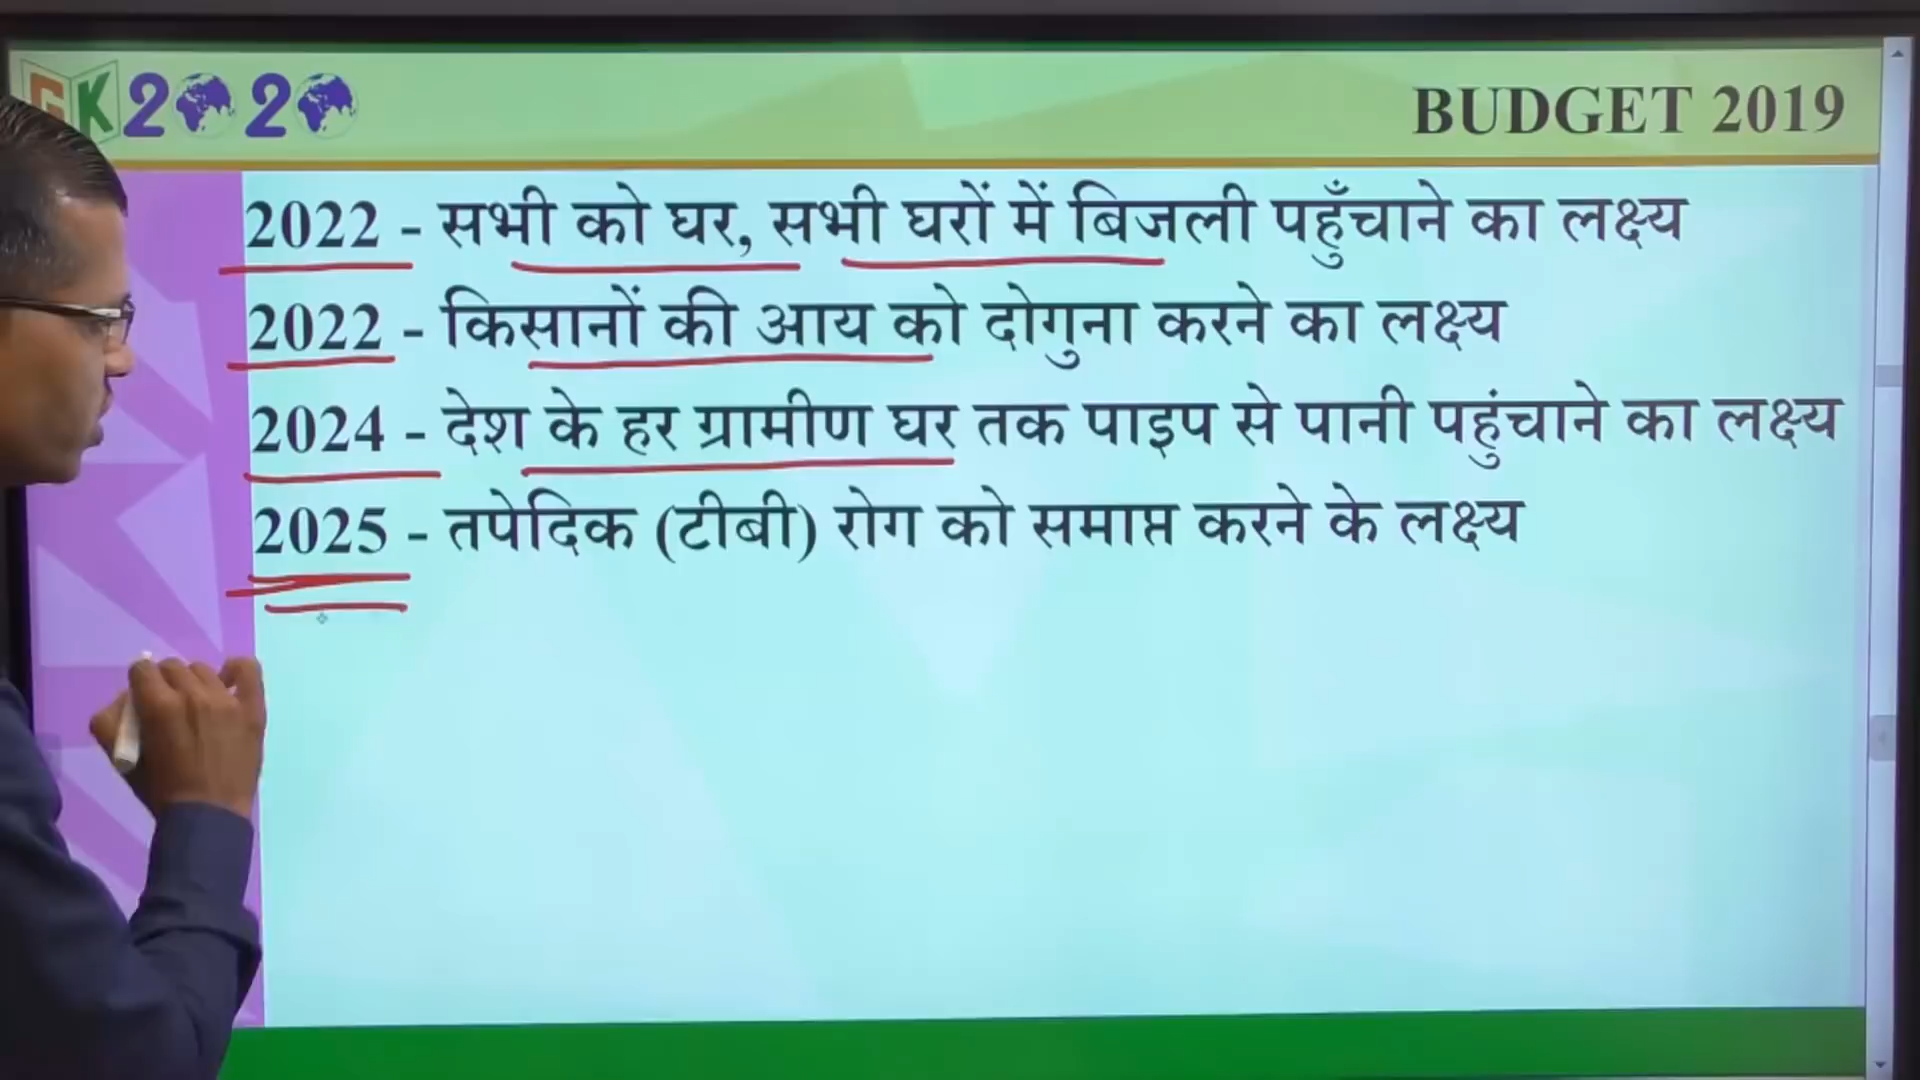 GK2020
BUDGET 2019
2022 - सभी को घर, सभी घरों में बिजली पहुँचाने का लक्ष्य
2022 - किसानों की आय को दोगुना करने का लक्ष्य
2024 - देश के हर ग्रामीण घर तक पाइप से पानी पहुंचाने का लक्ष्य
2025 - तपेदिक (टीबी) रोग को समाप्त करने के लक्ष्य